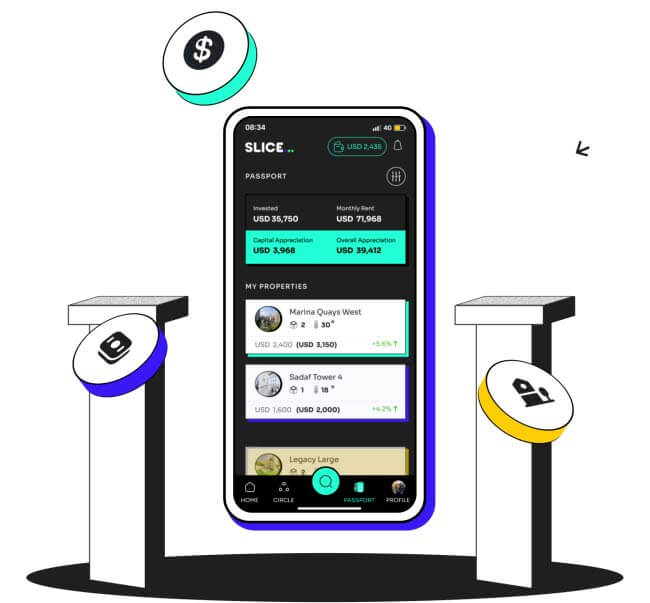 $
08:34
4G
SLICE
USD 2,435
PASSPORT
Invested
Monthly Rent
USD 35,750
USD 71,968
Capital Appreciation
Overall Appreciation
USD 3,968
USD 39,412
MY PROPERTIES
Marina Quays West
2 30°
USD 2,400 (USD 3,150) +5.6%↑
Sadaf Tower 4
1 18°
USD 1,600 (USD 2,000) +4.2%↑
Legacy Large
2
HOME CIRCLE PASSPORT PROFILE